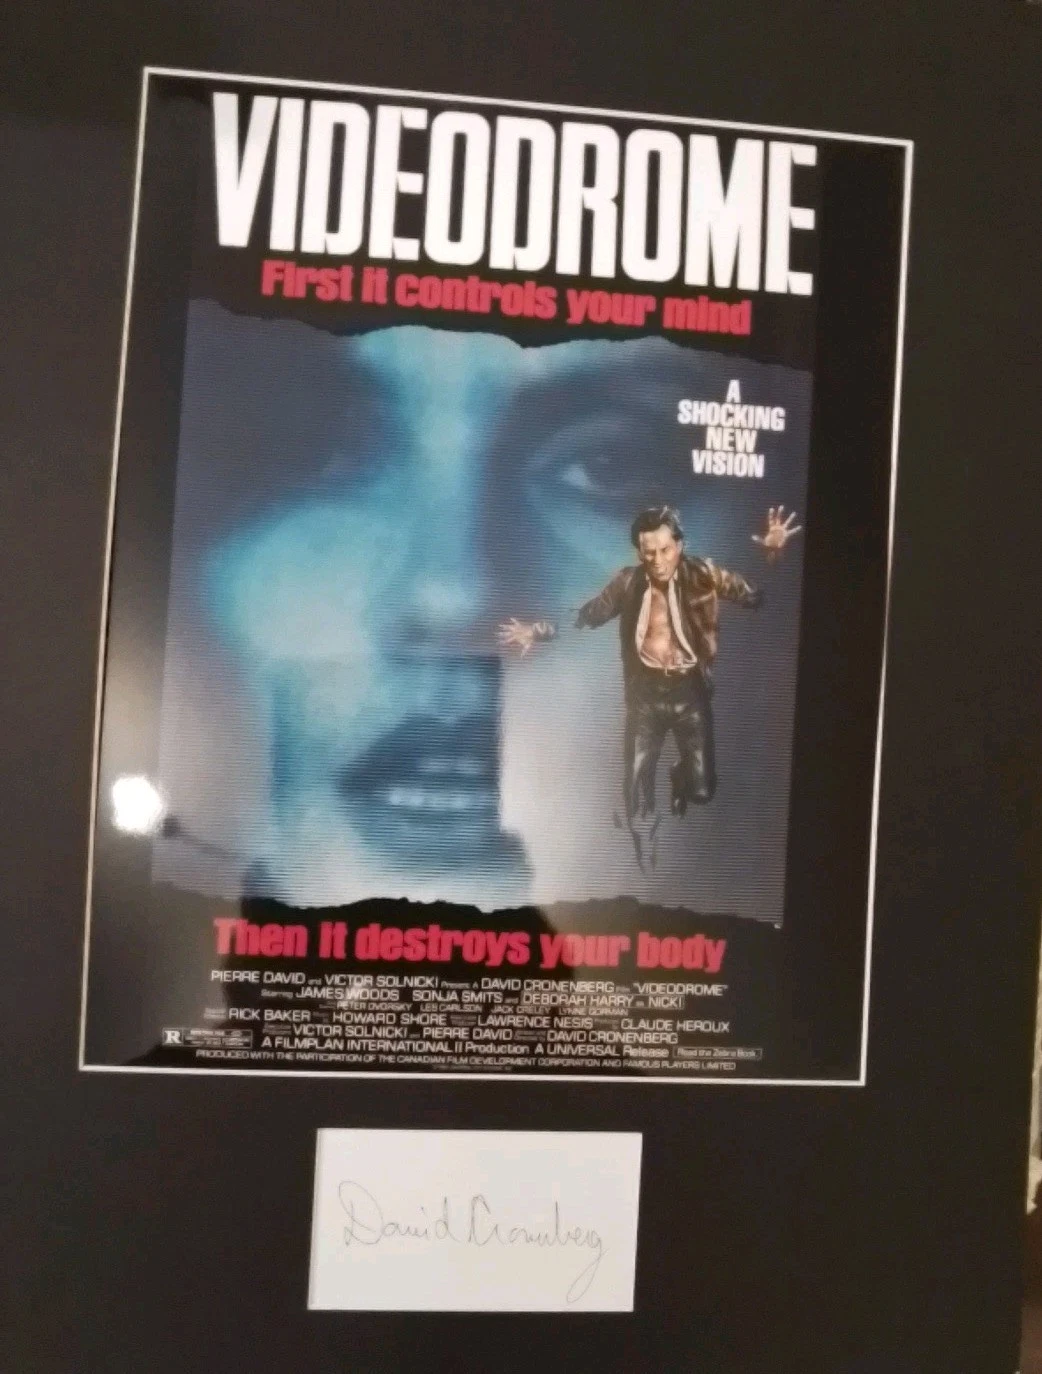 VIDEODROME
First it controls your mind
A
SHOCKING
NEW
VISION
Then it destroys your body
PIERRE DAVID and VICTOR SOLNICKI Present A DAVID CRONENBERG Film "VIDEODROME"
Starring JAMES WOODS SONJA SMITS and DEBORAH HARRY as NICKI
PETER DVORSKY LES CARLSON JACK CRELEY LYNNE GORMAN
RICK BAKER HOWARD SHORE LAWRENCE NESIS CLAUDE HEROUX
VICTOR SOLNICKI PIERRE DAVID DAVID CRONENBERG
R A FILMPLAN INTERNATIONAL II Production A UNIVERSAL Release Read the Zebra Book
PRODUCED WITH THE PARTICIPATION OF THE CANADIAN FILM DEVELOPMENT CORPORATION AND FAMOUS PLAYERS LIMITED
David Cronenberg